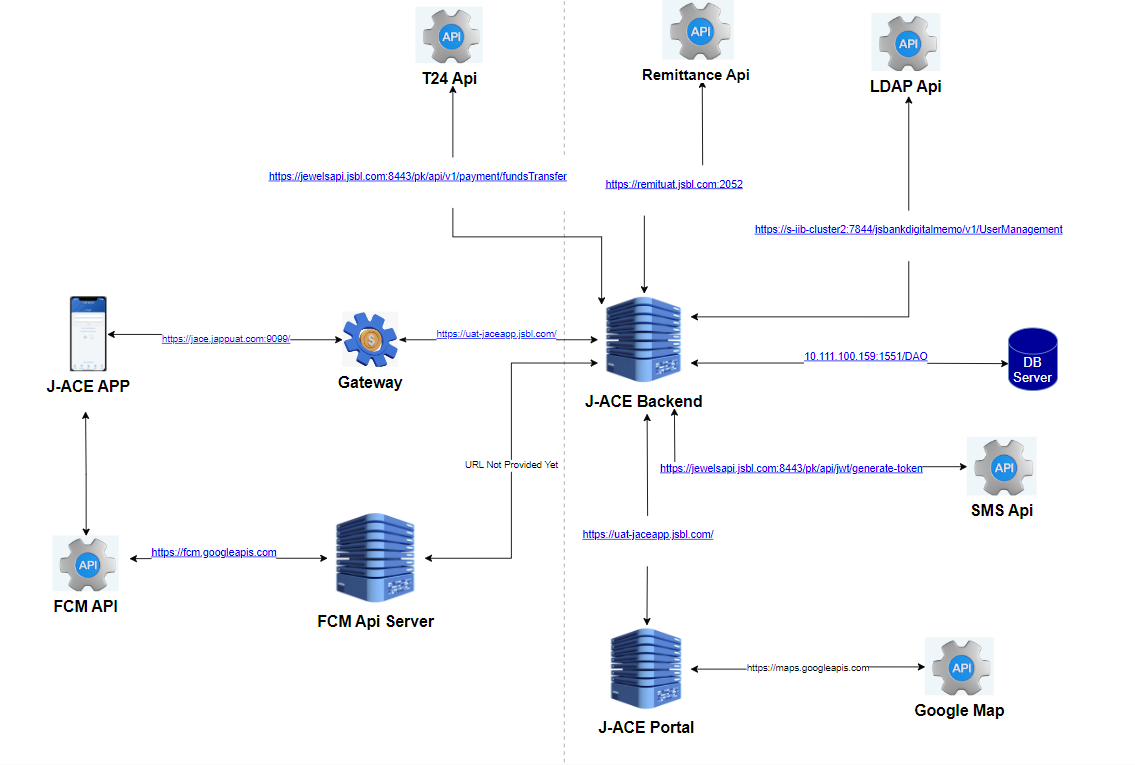 API
API
API
T24 Api
Remittance Api
LDAP Api
https://jewelsapi.jsbl.com:8443/pk/api/v1/payment/fundsTransfer
https://remituat.jsbl.com:2052
https://s-iib-cluster2:7844/jsbankdigitalmemo/v1/UserManagement
https://jace.jappuat.com:9099/
https://uat-jaceapp.jsbl.com/
10.111.100.159:1551/DAO
DB
Server
J-ACE APP
Gateway
J-ACE Backend
URL Not Provided Yet
https://jewelsapi.jsbl.com:8443/pk/api/jwt/generate-token
API
SMS Api
https://uat-jaceapp.jsbl.com/
API
https://fcm.googleapis.com
FCM API
FCM Api Server
https://maps.googleapis.com
API
J-ACE Portal
Google Map